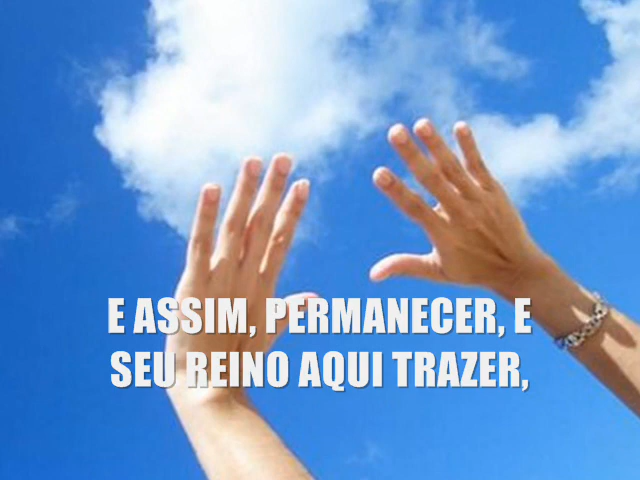 E ASSIM, PERMANECER, E
SEU REINO AQUI TRAZER,